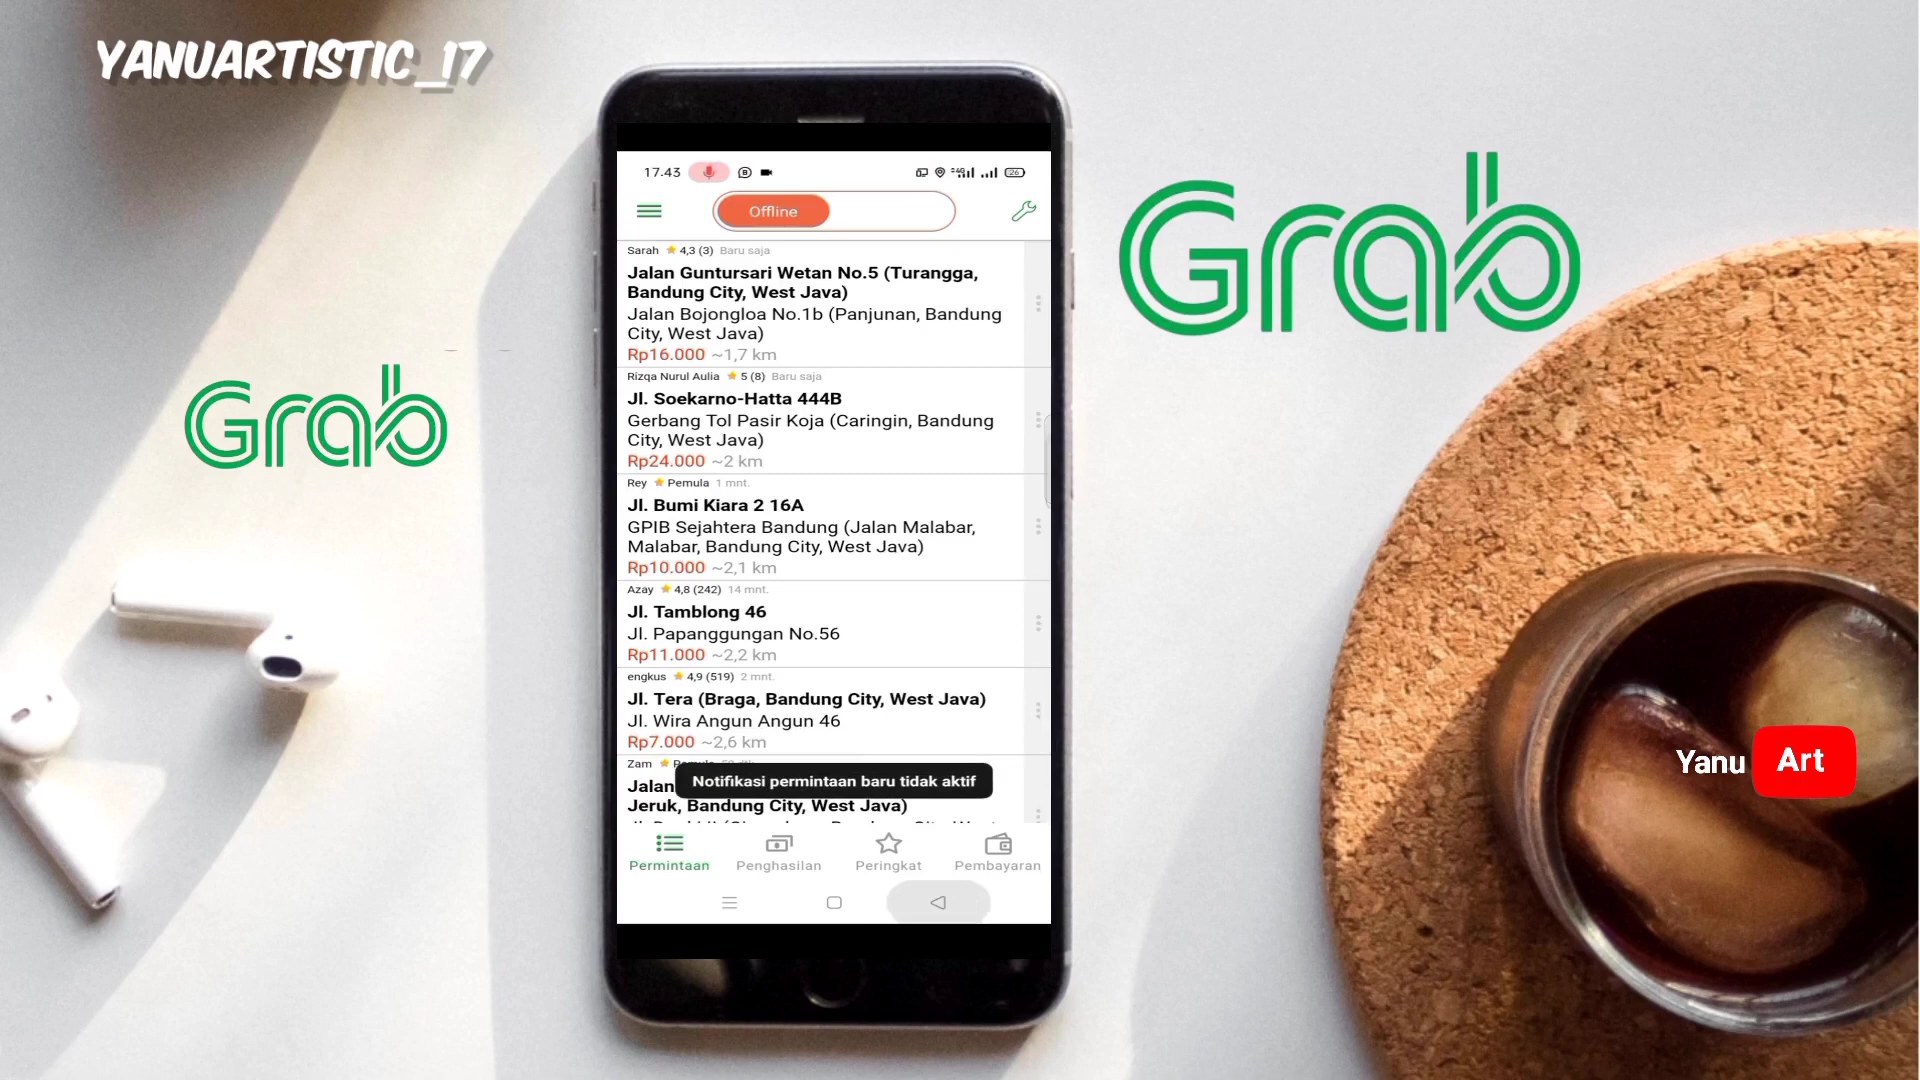 YANUARTISTIC_17
Grab
Grab
17.43
26
Offline
Sarah 4,3 (3) Baru saja
Jalan Guntursari Wetan No.5 (Turangga,
Bandung City, West Java)
Jalan Bojongloa No.1b (Panjunan, Bandung
City, West Java)
Rp16.000 ~1,7 km
Rizqa Nurul Aulia 5 (8) Baru saja
Jl. Soekarno-Hatta 444B
Gerbang Tol Pasir Koja (Caringin, Bandung
City, West Java)
Rp24.000 ~2 km
Rey Pemula 1 mnt.
Jl. Bumi Kiara 2 16A
GPIB Sejahtera Bandung (Jalan Malabar,
Malabar, Bandung City, West Java)
Rp10.000 ~2,1 km
Azay 4,8 (242) 14 mnt.
Jl. Tamblong 46
Jl. Papanggungan No.56
Rp11.000 ~2,2 km
engkus 4,9 (519) 2 mnt.
Jl. Tera (Braga, Bandung City, West Java)
Jl. Wira Angun Angun 46
Rp7.000 ~2,6 km
Zam
Notifikasi permintaan baru tidak aktif
Jalan
Jeruk, Bandung City, West Java)
Permintaan Penghasilan Peringkat Pembayaran
Yanu Art